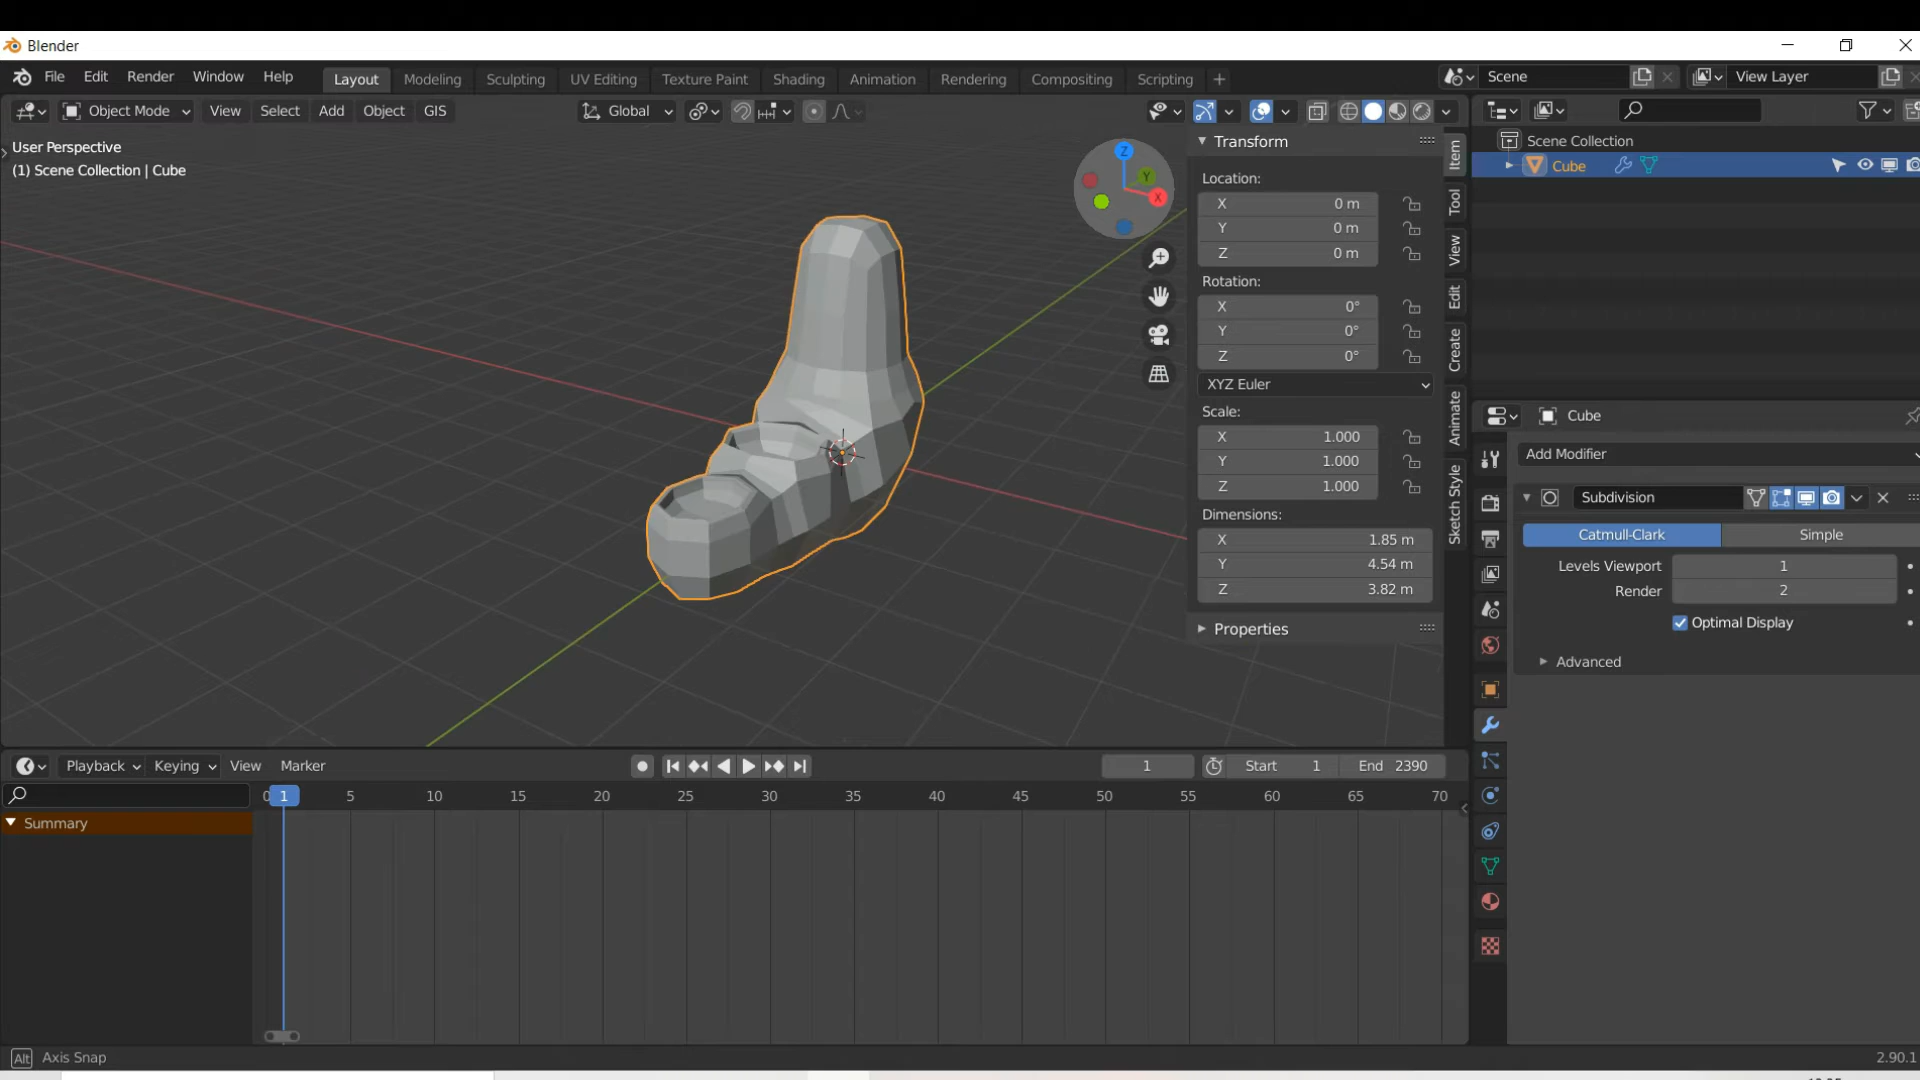 Blender
File Edit Render Window Help Layout Modeling Sculpting UV Editing Texture Paint Shading Animation Rendering Compositing Scripting + Scene View Layer
Object Mode View Select Add Object GIS Global
User Perspective
(1) Scene Collection | Cube
Z
Y
X
Transform
Location:
X 0 m
Y 0 m
Z 0 m
Rotation:
X 0°
Y 0°
Z 0°
XYZ Euler
Scale:
X 1.000
Y 1.000
Z 1.000
Dimensions:
X 1.85 m
Y 4.54 m
Z 3.82 m
Properties
Item
Tool
View
Edit
Create
Animate
Sketch Style
Scene Collection
Cube
Cube
Add Modifier
Subdivision
Catmull-Clark Simple
Levels Viewport 1
Render 2
Optimal Display
Advanced
Playback Keying View Marker 1 Start 1 End 2390
0 1 5 10 15 20 25 30 35 40 45 50 55 60 65 70
Summary
Alt Axis Snap 2.90.1